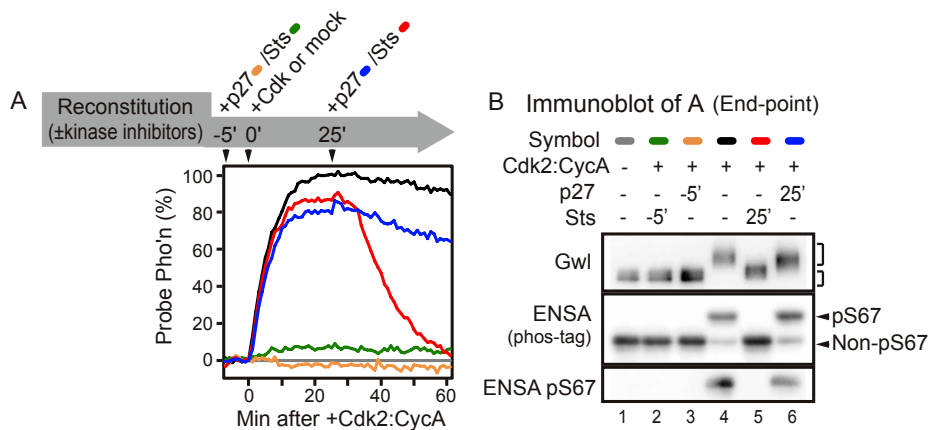 A
+p27 /Sts
+Cdk or mock
+p27 /Sts
Reconstitution
(±kinase inhibitors)
-5' 0' 25'
Probe Pho'n (%)
100
80
60
40
20
0
0 20 40 60
Min after +Cdk2:CycA
B Immunoblot of A (End-point)
Symbol
Cdk2:CycA - + + + + +
p27 - - -5' - - 25'
Sts - -5' - - 25' -
Gwl
ENSA
(phos-tag)
pS67
Non-pS67
ENSA pS67
1 2 3 4 5 6